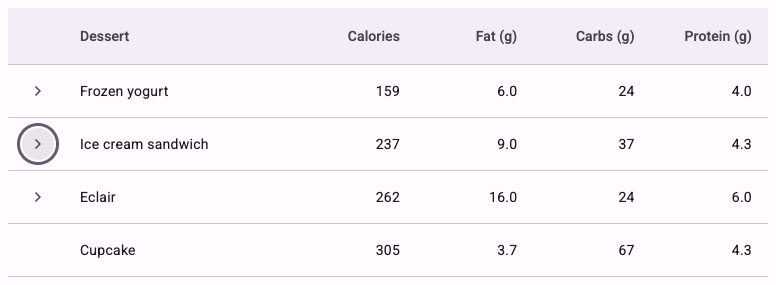 Dessert Calories Fat (g) Carbs (g) Protein (g)
Frozen yogurt 159 6.0 24 4.0
Ice cream sandwich 237 9.0 37 4.3
Eclair 262 16.0 24 6.0
Cupcake 305 3.7 67 4.3